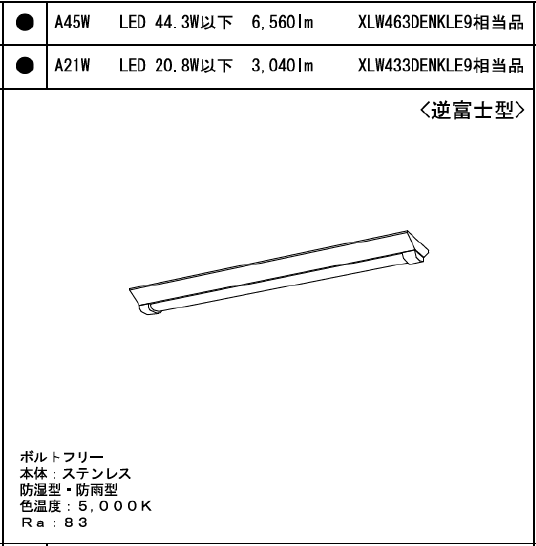 ● A45W LED 44.3W以下 6,560lm XLW463DENKLE9相当品
● A21W LED 20.8W以下 3,040lm XLW433DENKLE9相当品
<逆富士型>
ボルトフリー
本体：ステンレス
防湿型・防雨型
色温度：５,０００Ｋ
Ｒａ：８３